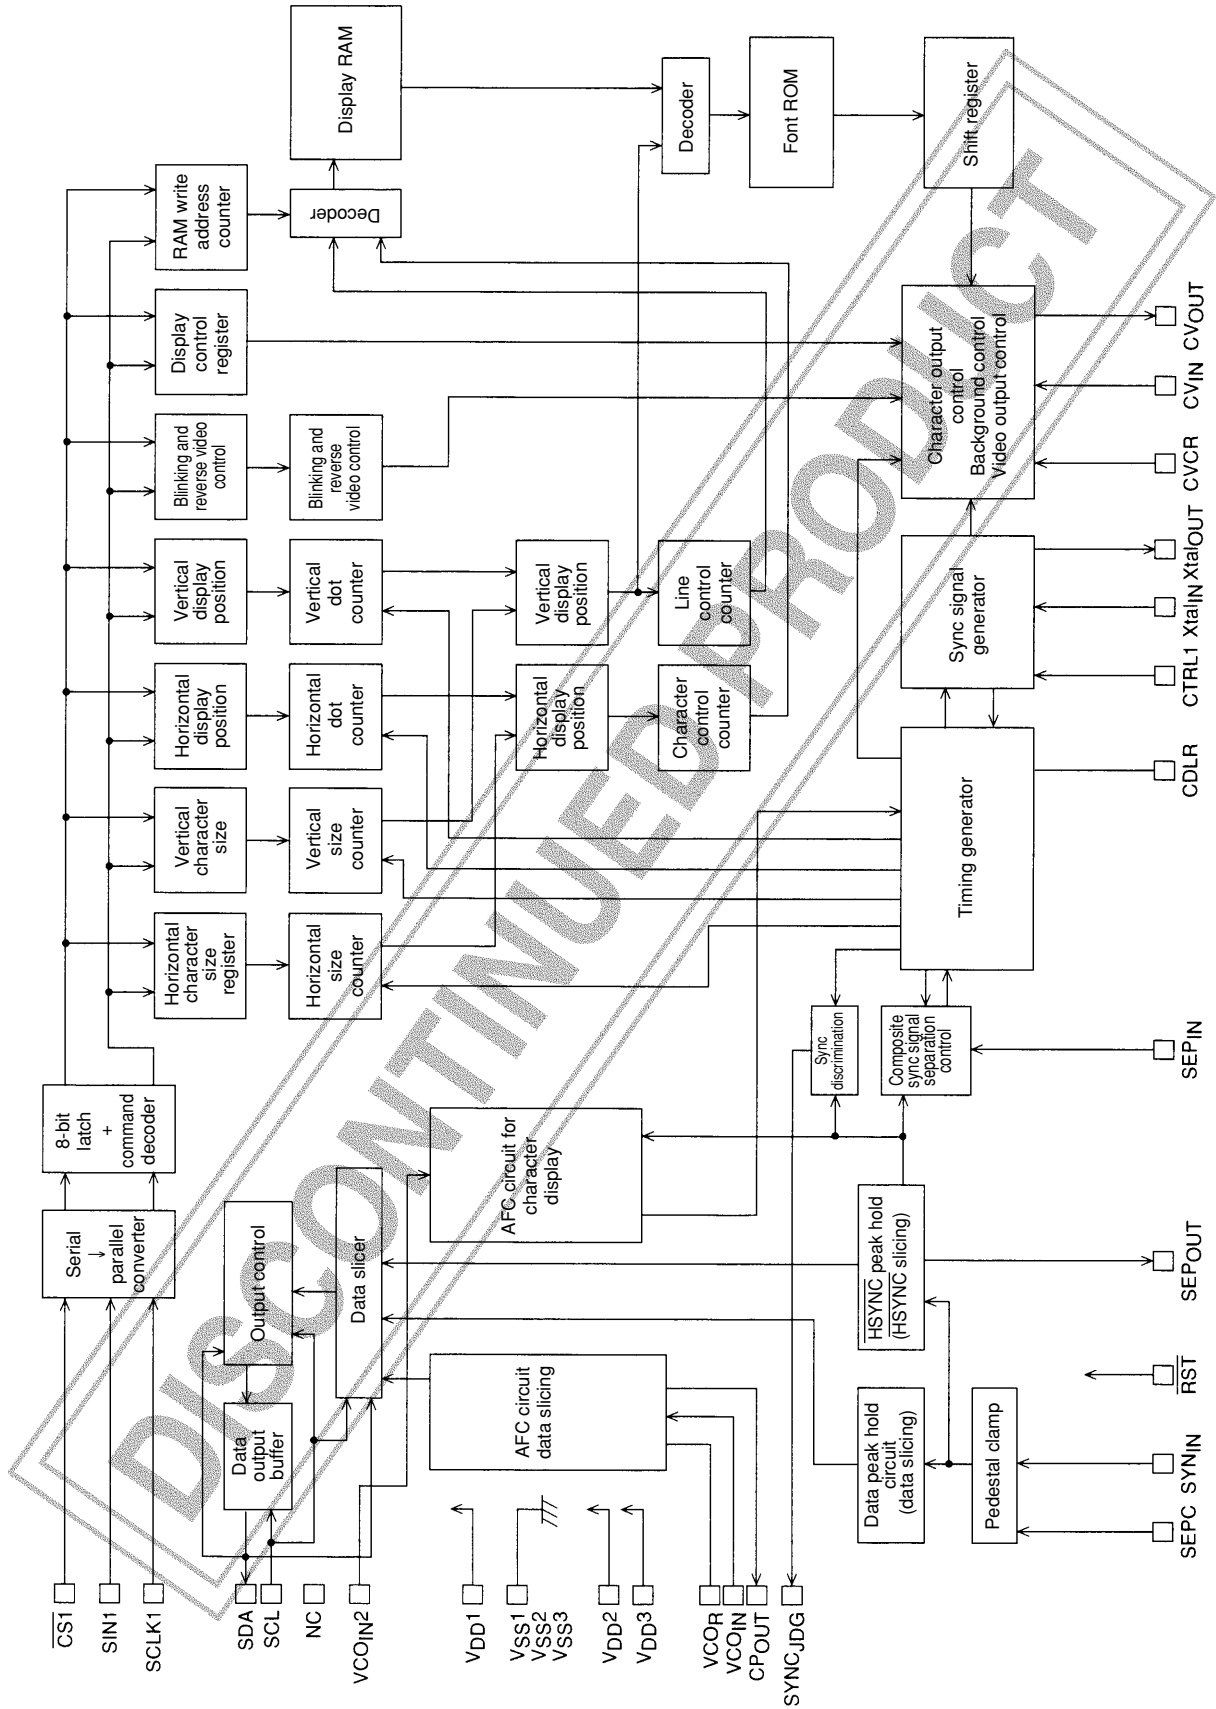 CS1
SIN1
SCLK1
SDA
SCL
NC
VCOIN2
VDD1
VSS1
VSS2
VSS3
VDD2
VDD3
VCOR
VCOIN
CPOUT
SYNCJDG
Serial
→
parallel
converter
8-bit
latch
+
command
decoder
Horizontal
character
size
register
Vertical
character
size
Horizontal
display
position
Vertical
display
position
Blinking and
reverse video
control
Display
control
register
RAM write
address
counter
Data
output
buffer
Output control
Data slicer
Horizontal
size
counter
Vertical
size
counter
Horizontal
dot
counter
Vertical
dot
counter
Blinking and
reverse
video control
Decoder
Display RAM
AFC circuit
data slicing
AFC circuit for
character
display
Horizontal
display
position
Vertical
display
position
Character
control
counter
Line
control
counter
Decoder
Font ROM
Shift register
Data peak hold
circuit
(data slicing)
HSYNC peak hold
(HSYNC slicing)
Sync
discrimination
Composite
sync signal
separation
control
Pedestal clamp
Timing generator
Sync signal
generator
Character output
control
Background control
Video output control
SEPC
SYNIN
RST
SEPOUT
SEPIN
CDLR
CTRL1
XtalIN
XtalOUT
CVCR
CVIN
CVOUT
DISCONTINUED PRODUCT